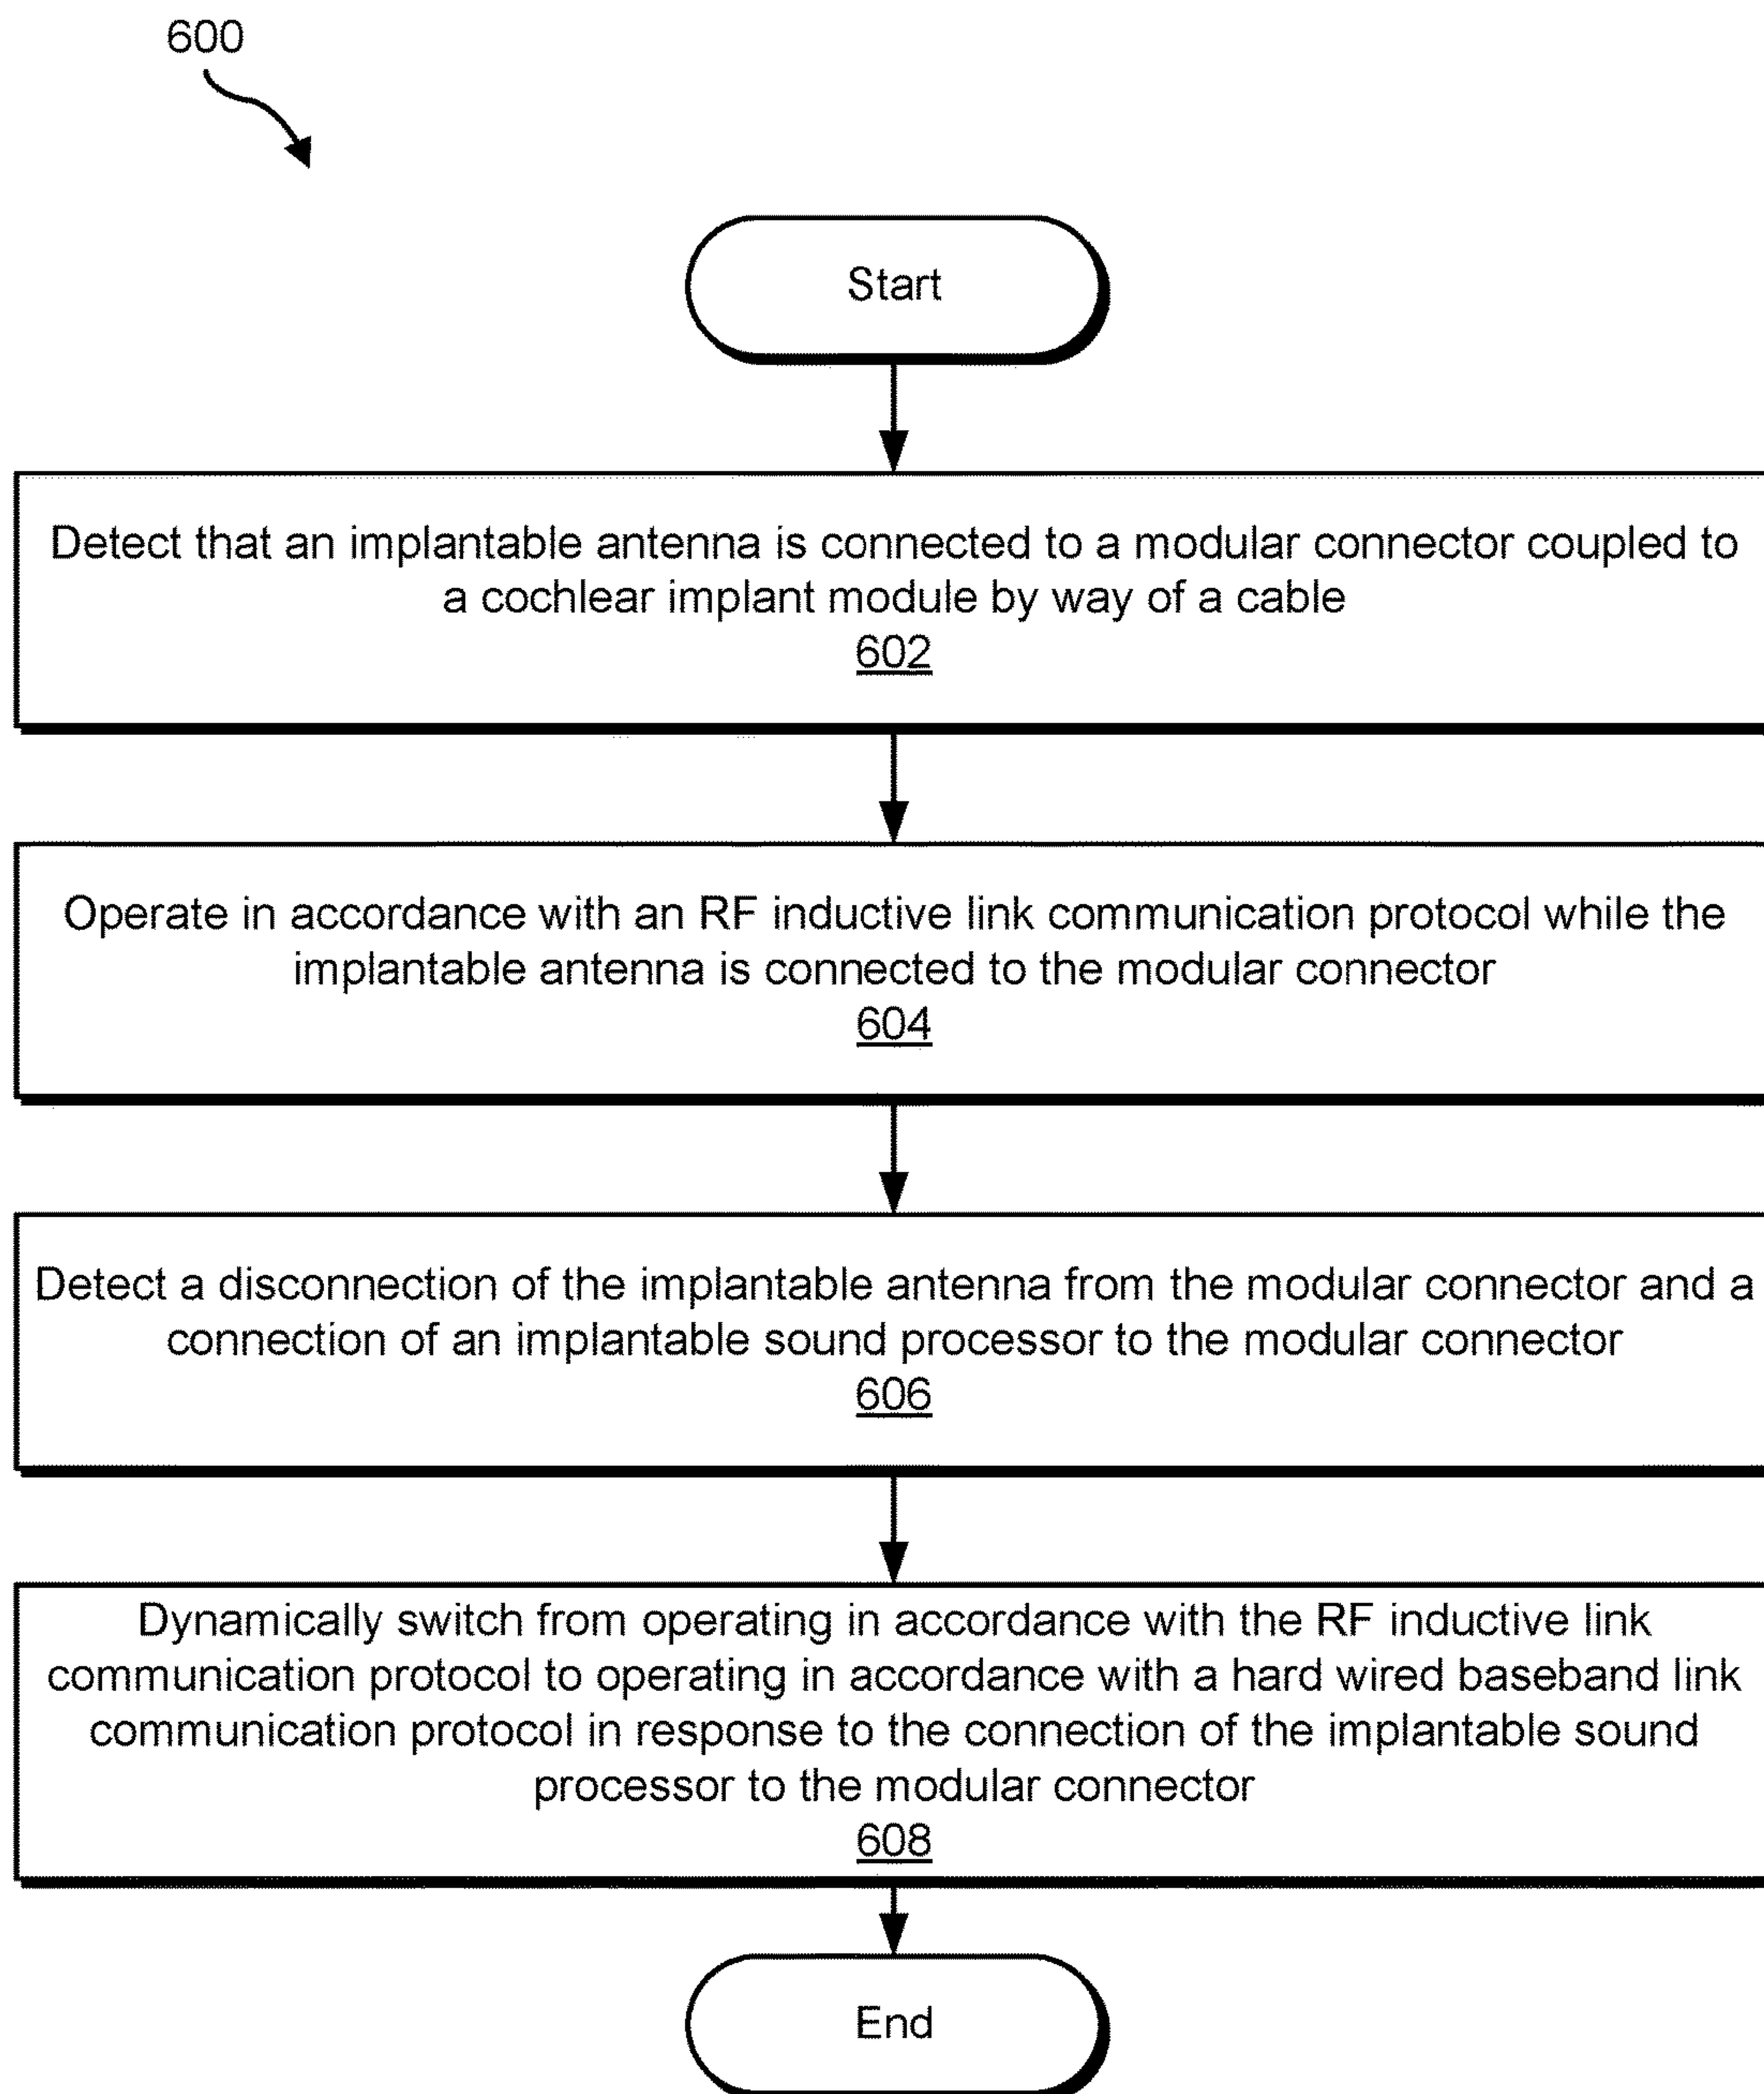 600
Start
Detect that an implantable antenna is connected to a modular connector coupled to
a cochlear implant module by way of a cable
602
Operate in accordance with an RF inductive link communication protocol while the
implantable antenna is connected to the modular connector
604
Detect a disconnection of the implantable antenna from the modular connector and a
connection of an implantable sound processor to the modular connector
606
Dynamically switch from operating in accordance with the RF inductive link
communication protocol to operating in accordance with a hard wired baseband link
communication protocol in response to the connection of the implantable sound
processor to the modular connector
608
End